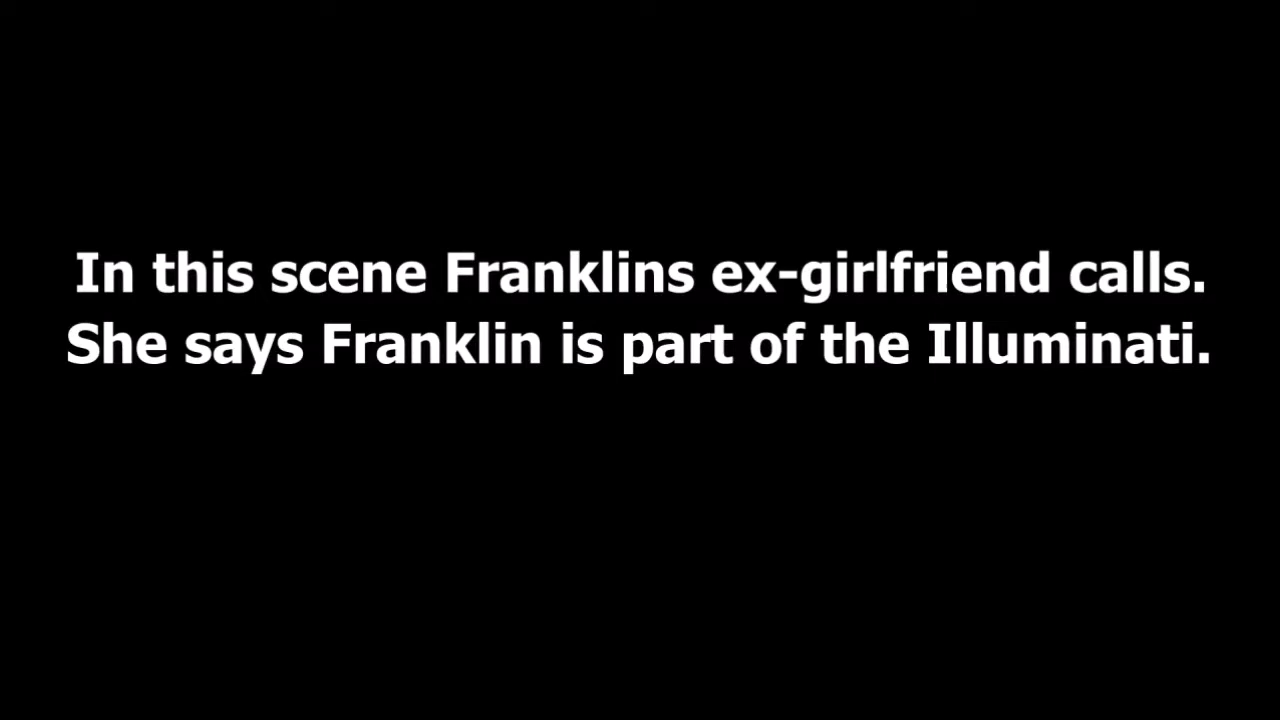 In this scene Franklins ex-girlfriend calls.
She says Franklin is part of the Illuminati.